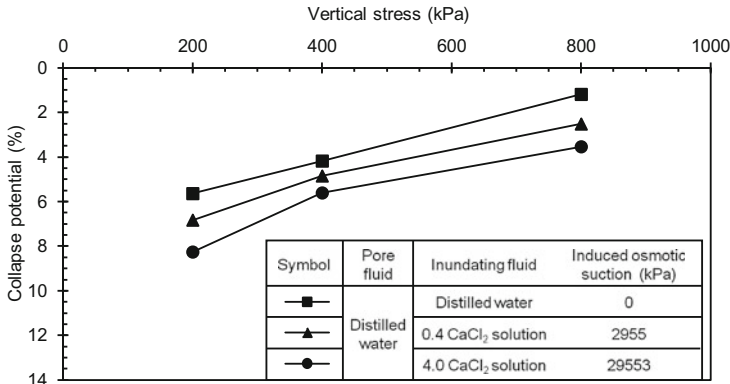 Vertical stress (kPa)
0 200 400 600 800 1000
Collapse potential (%)
0
2
4
6
8
10
12
14
Symbol Pore fluid Inundating fluid Induced osmotic suction (kPa)
Distilled water
Distilled water 0
0.4 CaCl₂ solution 2955
4.0 CaCl₂ solution 29553